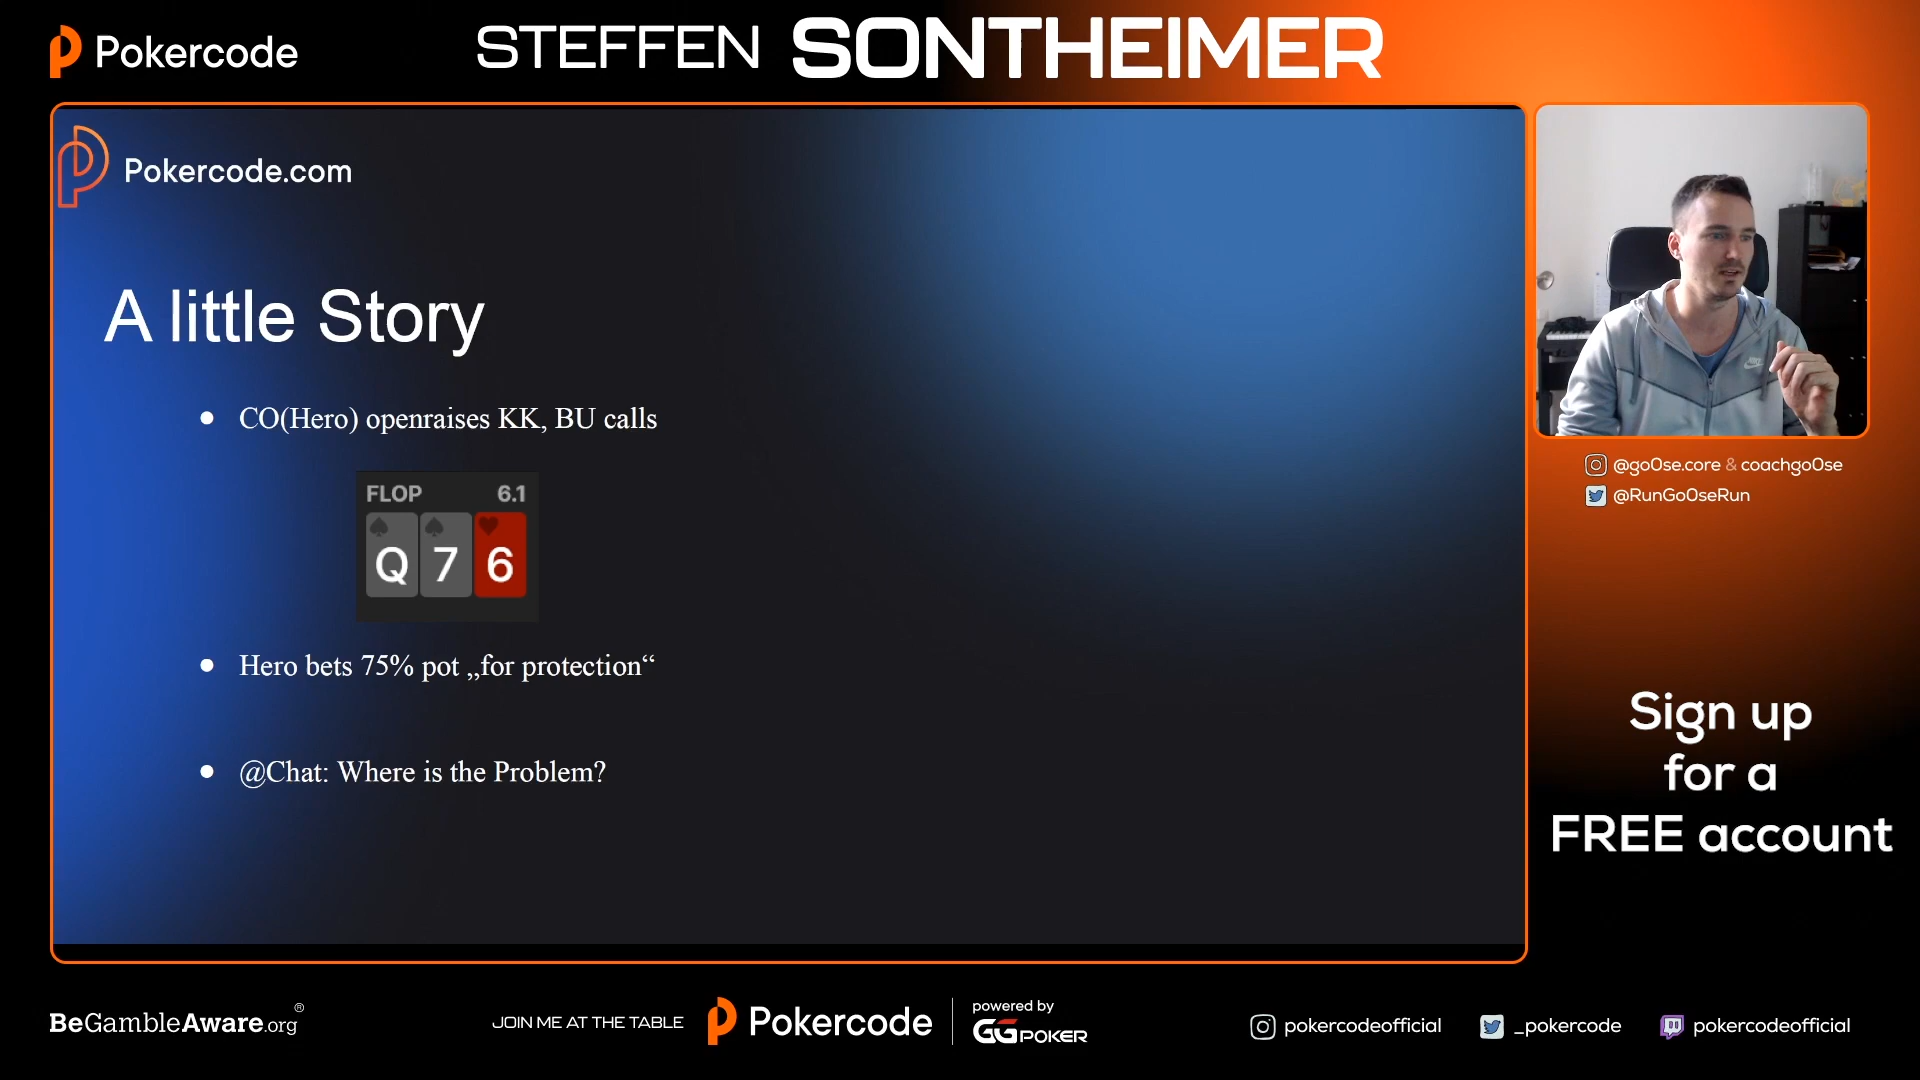 Pokercode
STEFFEN SONTHEIMER
Pokercode.com
A little Story
• CO(Hero) openraises KK, BU calls
FLOP 6.1
Q 7 6
• Hero bets 75% pot „for protection“
• @Chat: Where is the Problem?
@go0se.core & coachgo0se
@RunGo0seRun
Sign up
for a
FREE account
BeGambleAware.org®
JOIN ME AT THE TABLE
Pokercode
powered by
GGPOKER
pokercodeofficial
_pokercode
pokercodeofficial